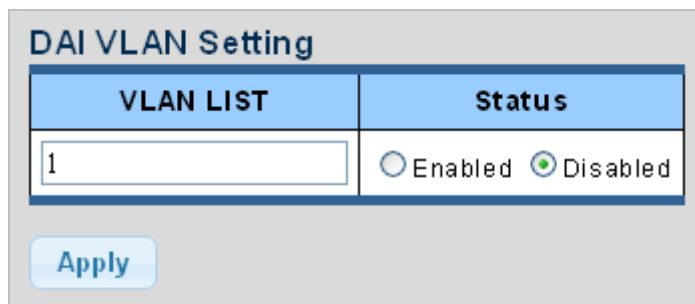 DAI VLAN Setting
VLAN LIST Status
1 Enabled Disabled
Apply